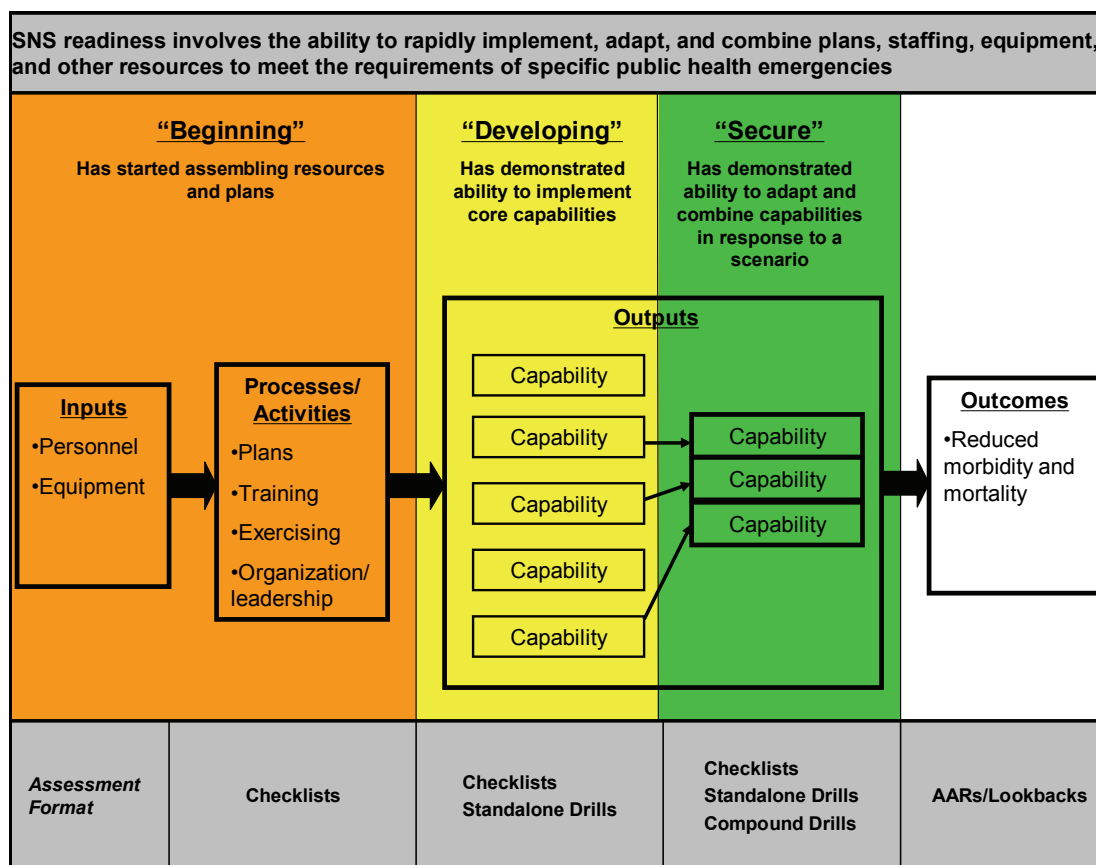 SNS readiness involves the ability to rapidly implement, adapt, and combine plans, staffing, equipment,
and other resources to meet the requirements of specific public health emergencies
“Beginning”
Has started assembling resources
and plans
“Developing”
Has demonstrated
ability to implement
core capabilities
“Secure”
Has demonstrated
ability to adapt and
combine capabilities
in response to a
scenario
Inputs
•Personnel
•Equipment
Processes/
Activities
•Plans
•Training
•Exercising
•Organization/
leadership
Outputs
Capability
Capability
Capability
Capability
Capability
Capability
Capability
Capability
Outcomes
•Reduced
morbidity and
mortality
Assessment
Format
Checklists
Checklists
Standalone Drills
Checklists
Standalone Drills
Compound Drills
AARs/Lookbacks